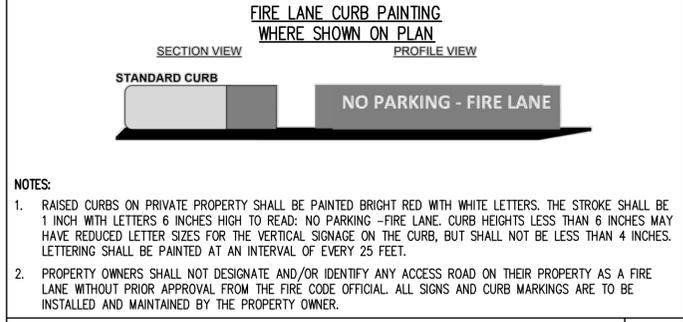 FIRE LANE CURB PAINTING
WHERE SHOWN ON PLAN
SECTION VIEW
PROFILE VIEW
STANDARD CURB
NO PARKING - FIRE LANE
NOTES:
1. RAISED CURBS ON PRIVATE PROPERTY SHALL BE PAINTED BRIGHT RED WITH WHITE LETTERS. THE STROKE SHALL BE
1 INCH WITH LETTERS 6 INCHES HIGH TO READ: NO PARKING –FIRE LANE. CURB HEIGHTS LESS THAN 6 INCHES MAY
HAVE REDUCED LETTER SIZES FOR THE VERTICAL SIGNAGE ON THE CURB, BUT SHALL NOT BE LESS THAN 4 INCHES.
LETTERING SHALL BE PAINTED AT AN INTERVAL OF EVERY 25 FEET.
2. PROPERTY OWNERS SHALL NOT DESIGNATE AND/OR IDENTIFY ANY ACCESS ROAD ON THEIR PROPERTY AS A FIRE
LANE WITHOUT PRIOR APPROVAL FROM THE FIRE CODE OFFICIAL. ALL SIGNS AND CURB MARKINGS ARE TO BE
INSTALLED AND MAINTAINED BY THE PROPERTY OWNER.